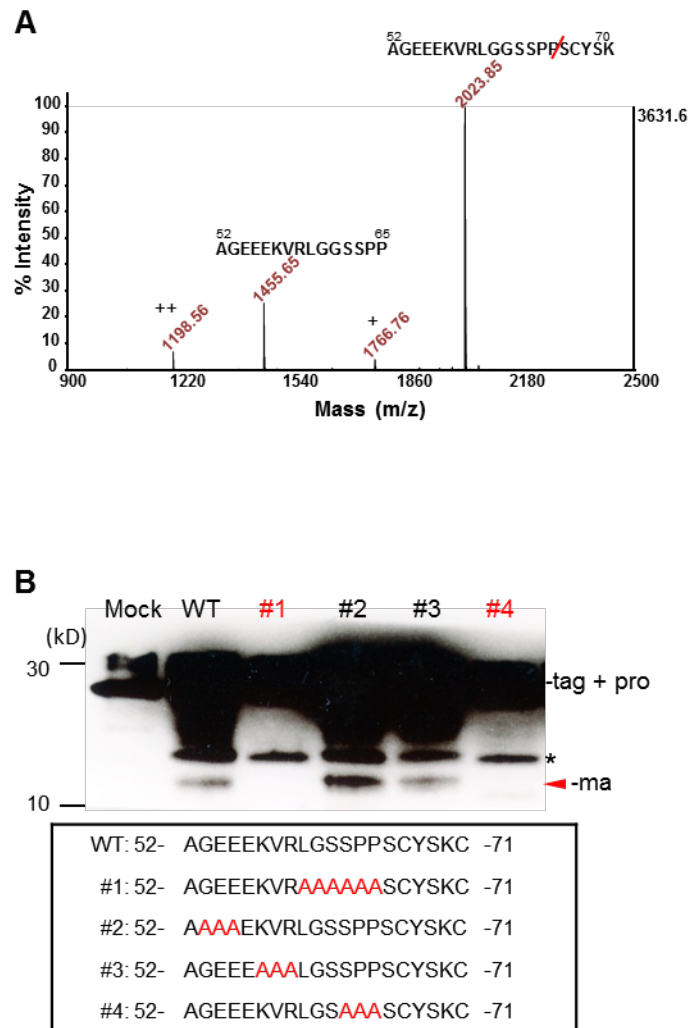 A
52 70
AGEEEKVRLGGSSPPSCYSK
2023.85
100 3631.6
90
80
70
60
52 65
50
AGEEEKVRLGGSSPP
40
1455.65
30
++ +
20
1198.56 1766.76
10
0
% Intensity
900 1220 1540 1860 2180 2500
Mass (m/z)
B
Mock WT #1 #2 #3 #4
(kD)
30
-tag + pro
*
-ma
10
WT: 52- AGEEEKVRLGSSPPSCYSKC -71
#1: 52- AGEEEKVRAAAAAASCYSKC -71
#2: 52- AAAAEKVRLGSSPPSCYSKC -71
#3: 52- AGEEEAAALGSSPPSCYSKC -71
#4: 52- AGEEEKVRLGSAAASCYSKC -71